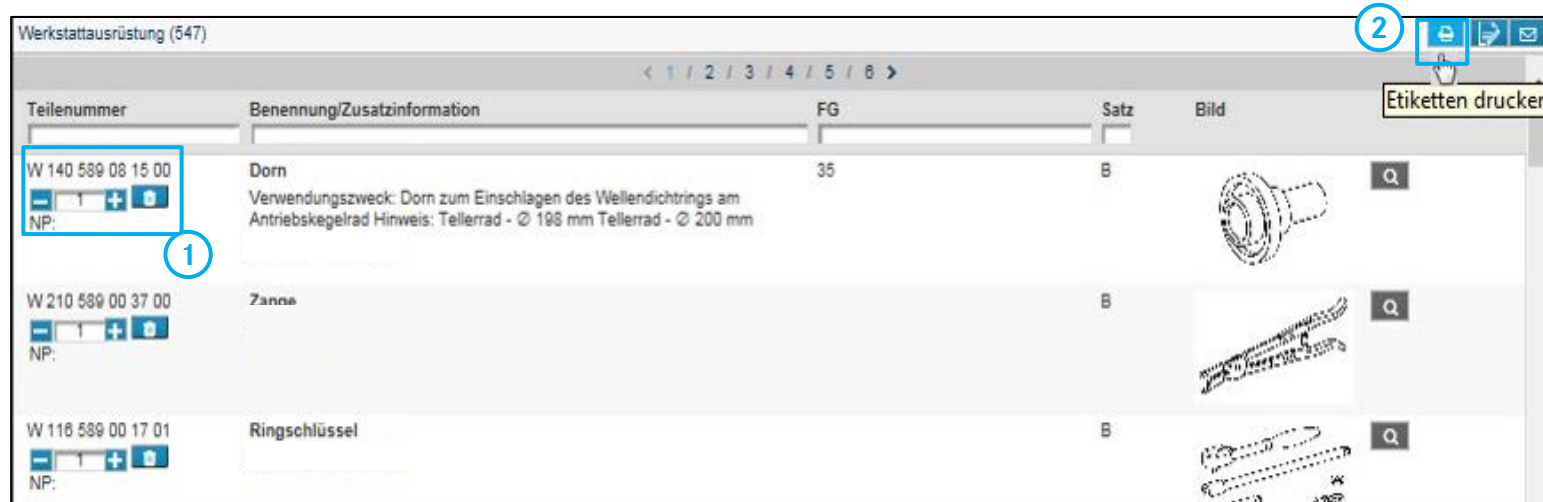 Werkstattausrüstung (547)
2
< 1 / 2 / 3 / 4 / 5 / 6 >
Etiketten drucken
Teilenummer Benennung/Zusatzinformation FG Satz Bild
W 140 589 08 15 00 Dorn 35 B
1 Verwendungszweck: Dorn zum Einschlagen des Wellendichtrings am
NP: Antriebskegelrad Hinweis: Tellerrad - ∅ 198 mm Tellerrad - ∅ 200 mm
1
W 210 589 00 37 00 Zange B
1
NP:
W 116 589 00 17 01 Ringschlüssel B
1
NP: